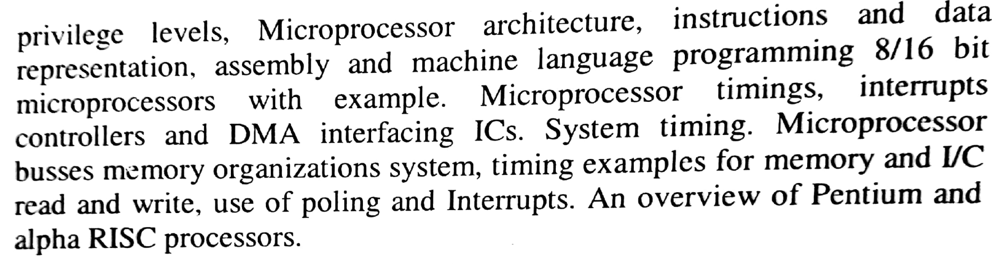 privilege levels, Microprocessor architecture, instructions and data
representation, assembly and machine language programming 8/16 bit
microprocessors with example. Microprocessor timings, interrupts
controllers and DMA interfacing ICs. System timing. Microprocessor
busses memory organizations system, timing examples for memory and I/C
read and write, use of poling and Interrupts. An overview of Pentium and
alpha RISC processors.